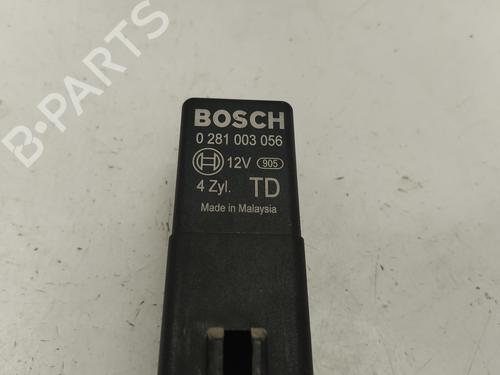 BOSCH
0 281 003 056
12V 905
4 Zyl. TD
Made in Malaysia
B-PARTS